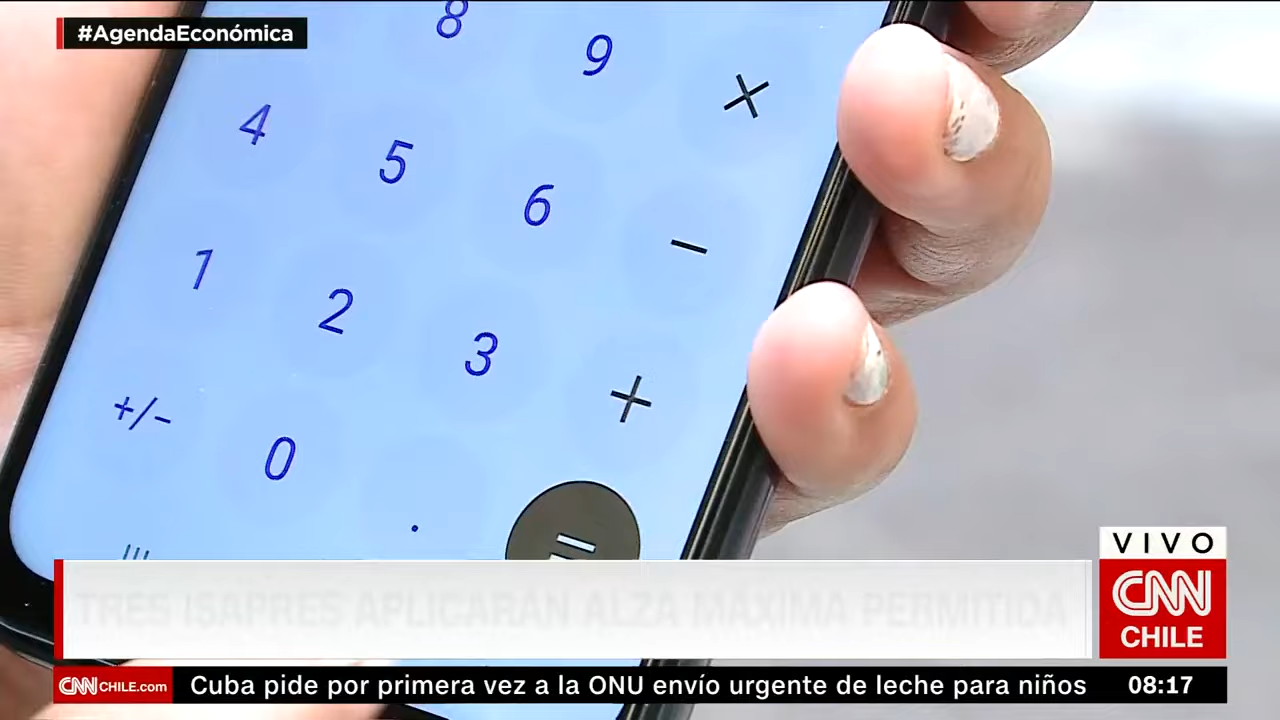 #AgendaEconómica
8 9 ×
4 5 6 −
1 2 3 +
+/− 0 . =
TRES ISAPRES APLICARÁN ALZA MÁXIMA PERMITIDA
VIVO
CNN
CHILE
CNNCHILE.com Cuba pide por primera vez a la ONU envío urgente de leche para niños 08:17